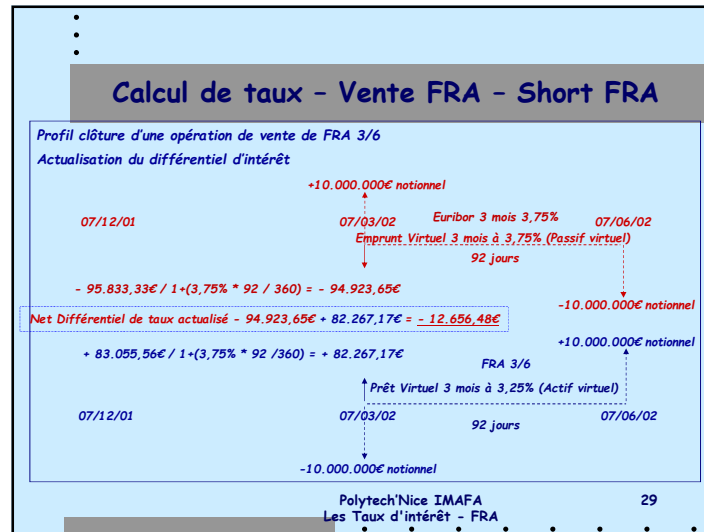 Calcul de taux – Vente FRA – Short FRA
Profil clôture d'une opération de vente de FRA 3/6
Actualisation du différentiel d'intérêt
+10.000.000€ notionnel
07/12/01 07/03/02 Euribor 3 mois 3,75% 07/06/02
Emprunt Virtuel 3 mois à 3,75% (Passif virtuel)
92 jours
- 95.833,33€ / 1+(3,75% * 92 / 360) = - 94.923,65€
-10.000.000€ notionnel
Net Différentiel de taux actualisé - 94.923,65€ + 82.267,17€ = - 12.656,48€
+10.000.000€ notionnel
+ 83.055,56€ / 1+(3,75% * 92 /360) = + 82.267,17€
FRA 3/6
Prêt Virtuel 3 mois à 3,25% (Actif virtuel)
07/12/01 07/03/02 07/06/02
92 jours
-10.000.000€ notionnel
Polytech'Nice IMAFA 29
Les Taux d'intérêt - FRA